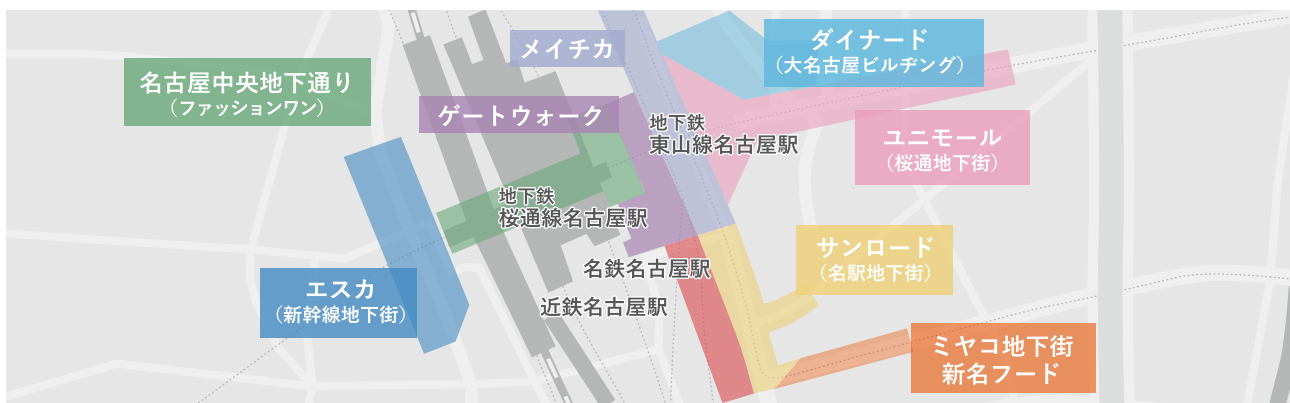 メイチカ
ダイナード
（大名古屋ビルヂング）
名古屋中央地下通り
（ファッションワン）
ゲートウォーク
地下鉄
東山線名古屋駅
ユニモール
（桜通地下街）
地下鉄
桜通線名古屋駅
サンロード
（名駅地下街）
名鉄名古屋駅
エスカ
（新幹線地下街）
近鉄名古屋駅
ミヤコ地下街
新名フード